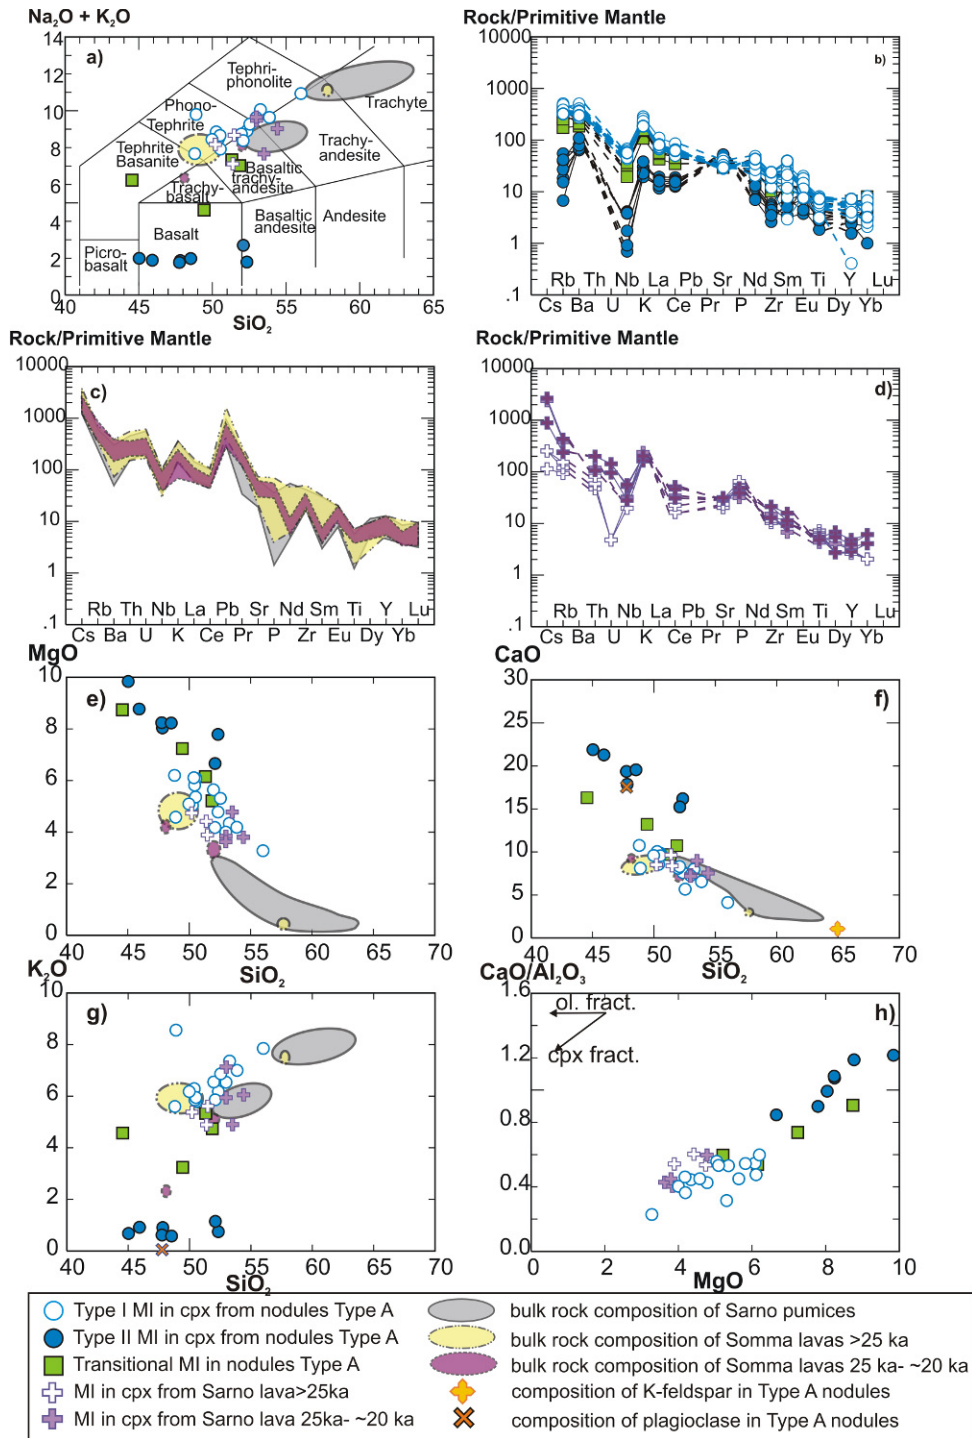 Na2O + K2O
14
12
10
8
6
4
2
0
a)
Tephri-
phonolite
Trachyte
Phono-
Tephrite
Trachy-
andesite
Tephrite
Basanite
Basaltic
trachy-
andesite
Trachy-
basalt
Basalt
Basaltic
andesite
Andesite
Picro-
basalt
40 45 50 55 60 65
SiO2
Rock/Primitive Mantle
10000
1000
100
10
1
.1
b)
Rb Th Nb La Pb Sr Nd Sm Ti Y Lu
Cs Ba U K Ce Pr P Zr Eu Dy Yb
Rock/Primitive Mantle
10000
1000
100
10
1
.1
c)
Rb Th Nb La Pb Sr Nd Sm Ti Y Lu
Cs Ba U K Ce Pr P Zr Eu Dy Yb
Rock/Primitive Mantle
10000
1000
100
10
1
.1
d)
Rb Th Nb La Pb Sr Nd Sm Ti Y Lu
Cs Ba U K Ce Pr P Zr Eu Dy Yb
MgO
10
8
6
4
2
0
e)
40 45 50 55 60 65 70
SiO2
CaO
30
25
20
15
10
5
0
f)
40 45 50 55 60 65 70
SiO2
K2O
8
6
4
2
0
g)
40 45 50 55 60 65 70
SiO2
CaO/Al2O3
1.6
1.2
0.8
0.4
0.0
ol. fract.
cpx fract.
h)
0 2 4 6 8 10
MgO
Type I MI in cpx from nodules Type A
Type II MI in cpx from nodules Type A
Transitional MI in nodules Type A
MI in cpx from Sarno lava>25ka
MI in cpx from Sarno lava 25ka- ~20 ka
bulk rock composition of Sarno pumices
bulk rock composition of Somma lavas >25 ka
bulk rock composition of Somma lavas 25 ka- ~20 ka
composition of K-feldspar in Type A nodules
composition of plagioclase in Type A nodules